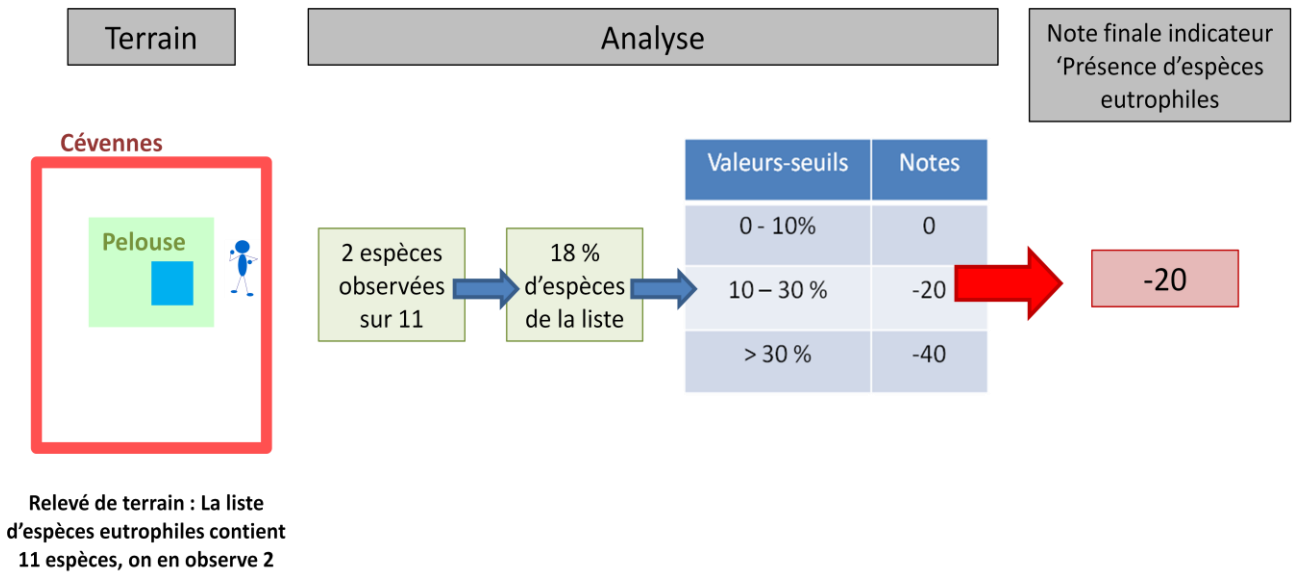 Terrain
Analyse
Note finale indicateur
‘Présence d’espèces
eutrophiles
Cévennes
Pelouse
2 espèces
observées
sur 11
18 %
d’espèces
de la liste
Valeurs-seuils Notes
0 - 10% 0
10 – 30 % -20
> 30 % -40
-20
Relevé de terrain : La liste
d’espèces eutrophiles contient
11 espèces, on en observe 2